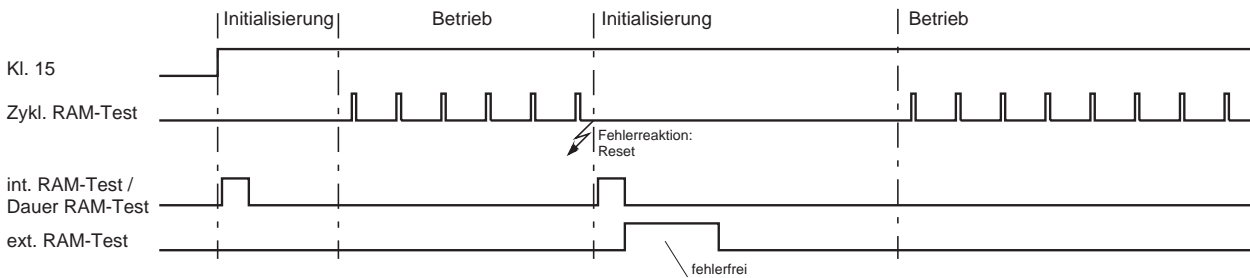 Initialisierung
Betrieb
Initialisierung
Betrieb
Kl. 15
Zykl. RAM-Test
Fehlerreaktion:
Reset
int. RAM-Test /
Dauer RAM-Test
ext. RAM-Test
fehlerfrei